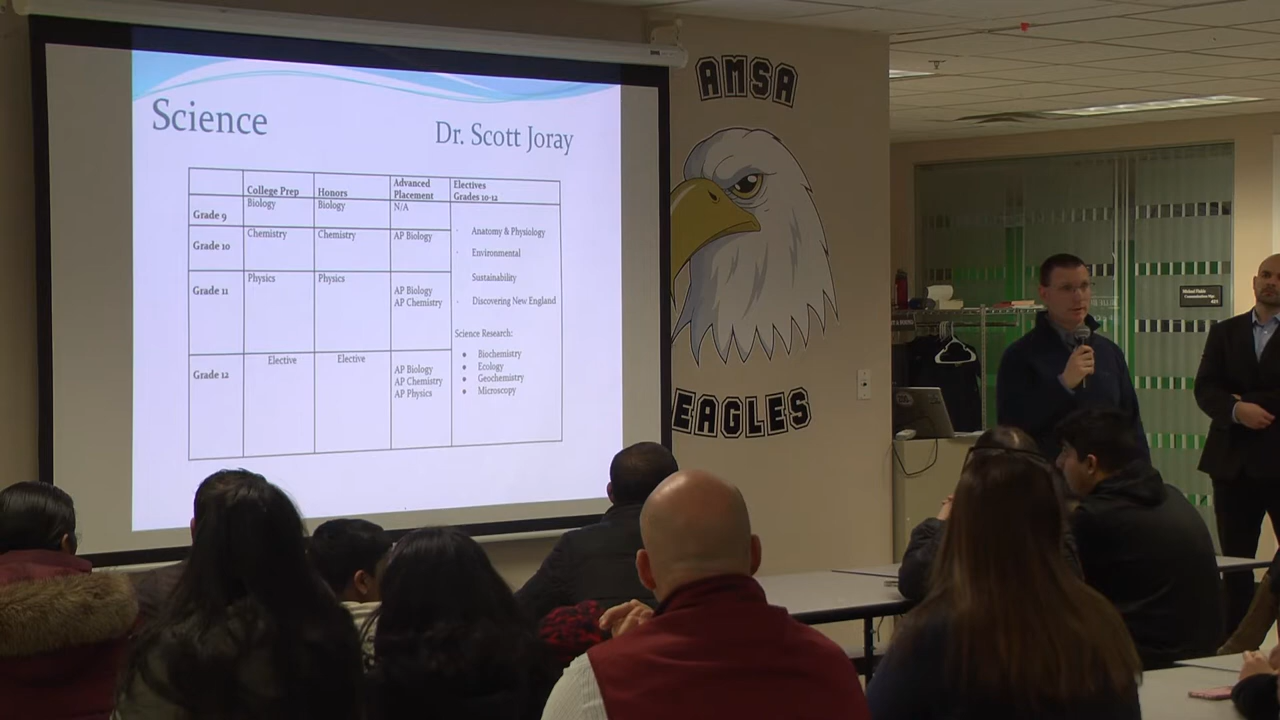 Science
Dr. Scott Joray
College Prep
Honors
Advanced
Placement
Electives
Grades 10-12
Grade 9
Biology
Biology
N/A
Grade 10
Chemistry
Chemistry
AP Biology
Grade 11
Physics
Physics
AP Biology
AP Chemistry
Grade 12
Elective
Elective
AP Biology
AP Chemistry
AP Physics
Anatomy & Physiology
Environmental
Sustainability
Discovering New England
Science Research:
Biochemistry
Ecology
Geochemistry
Microscopy
AMSA
EAGLES